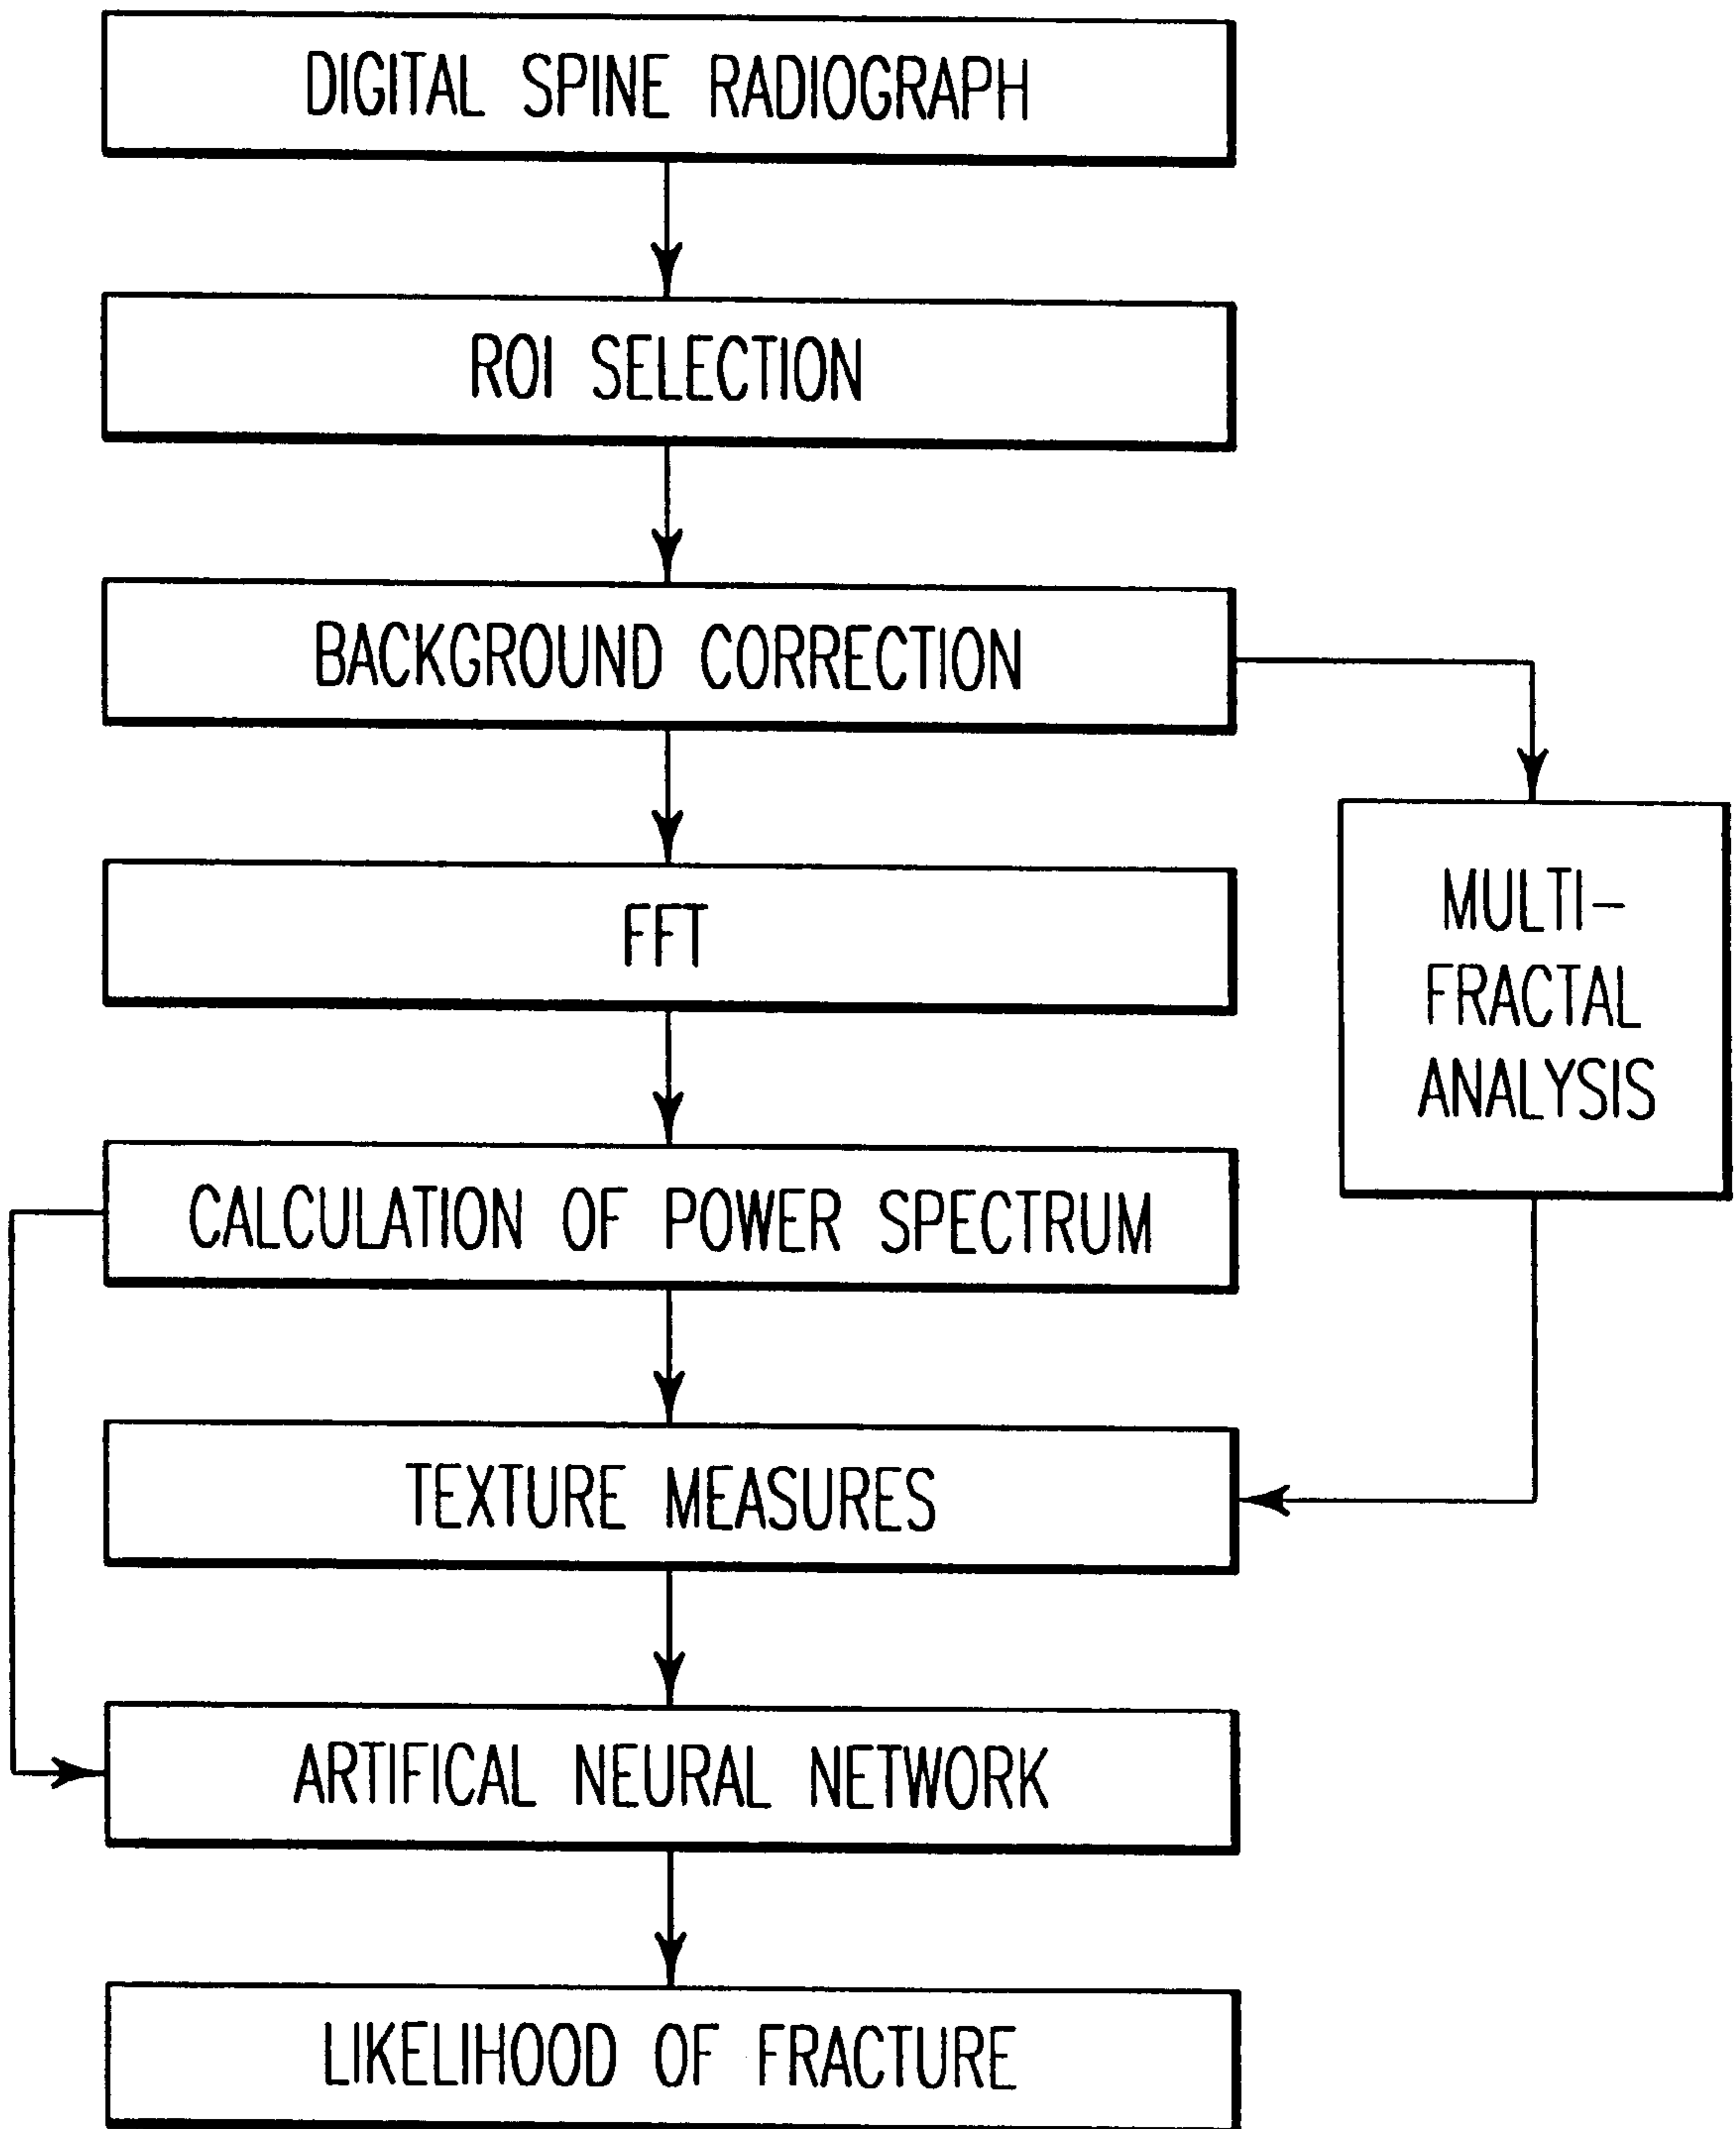 DIGITAL SPINE RADIOGRAPH
ROI SELECTION
BACKGROUND CORRECTION
FFT
MULTI-
FRACTAL
ANALYSIS
CALCULATION OF POWER SPECTRUM
TEXTURE MEASURES
ARTIFICAL NEURAL NETWORK
LIKELIHOOD OF FRACTURE